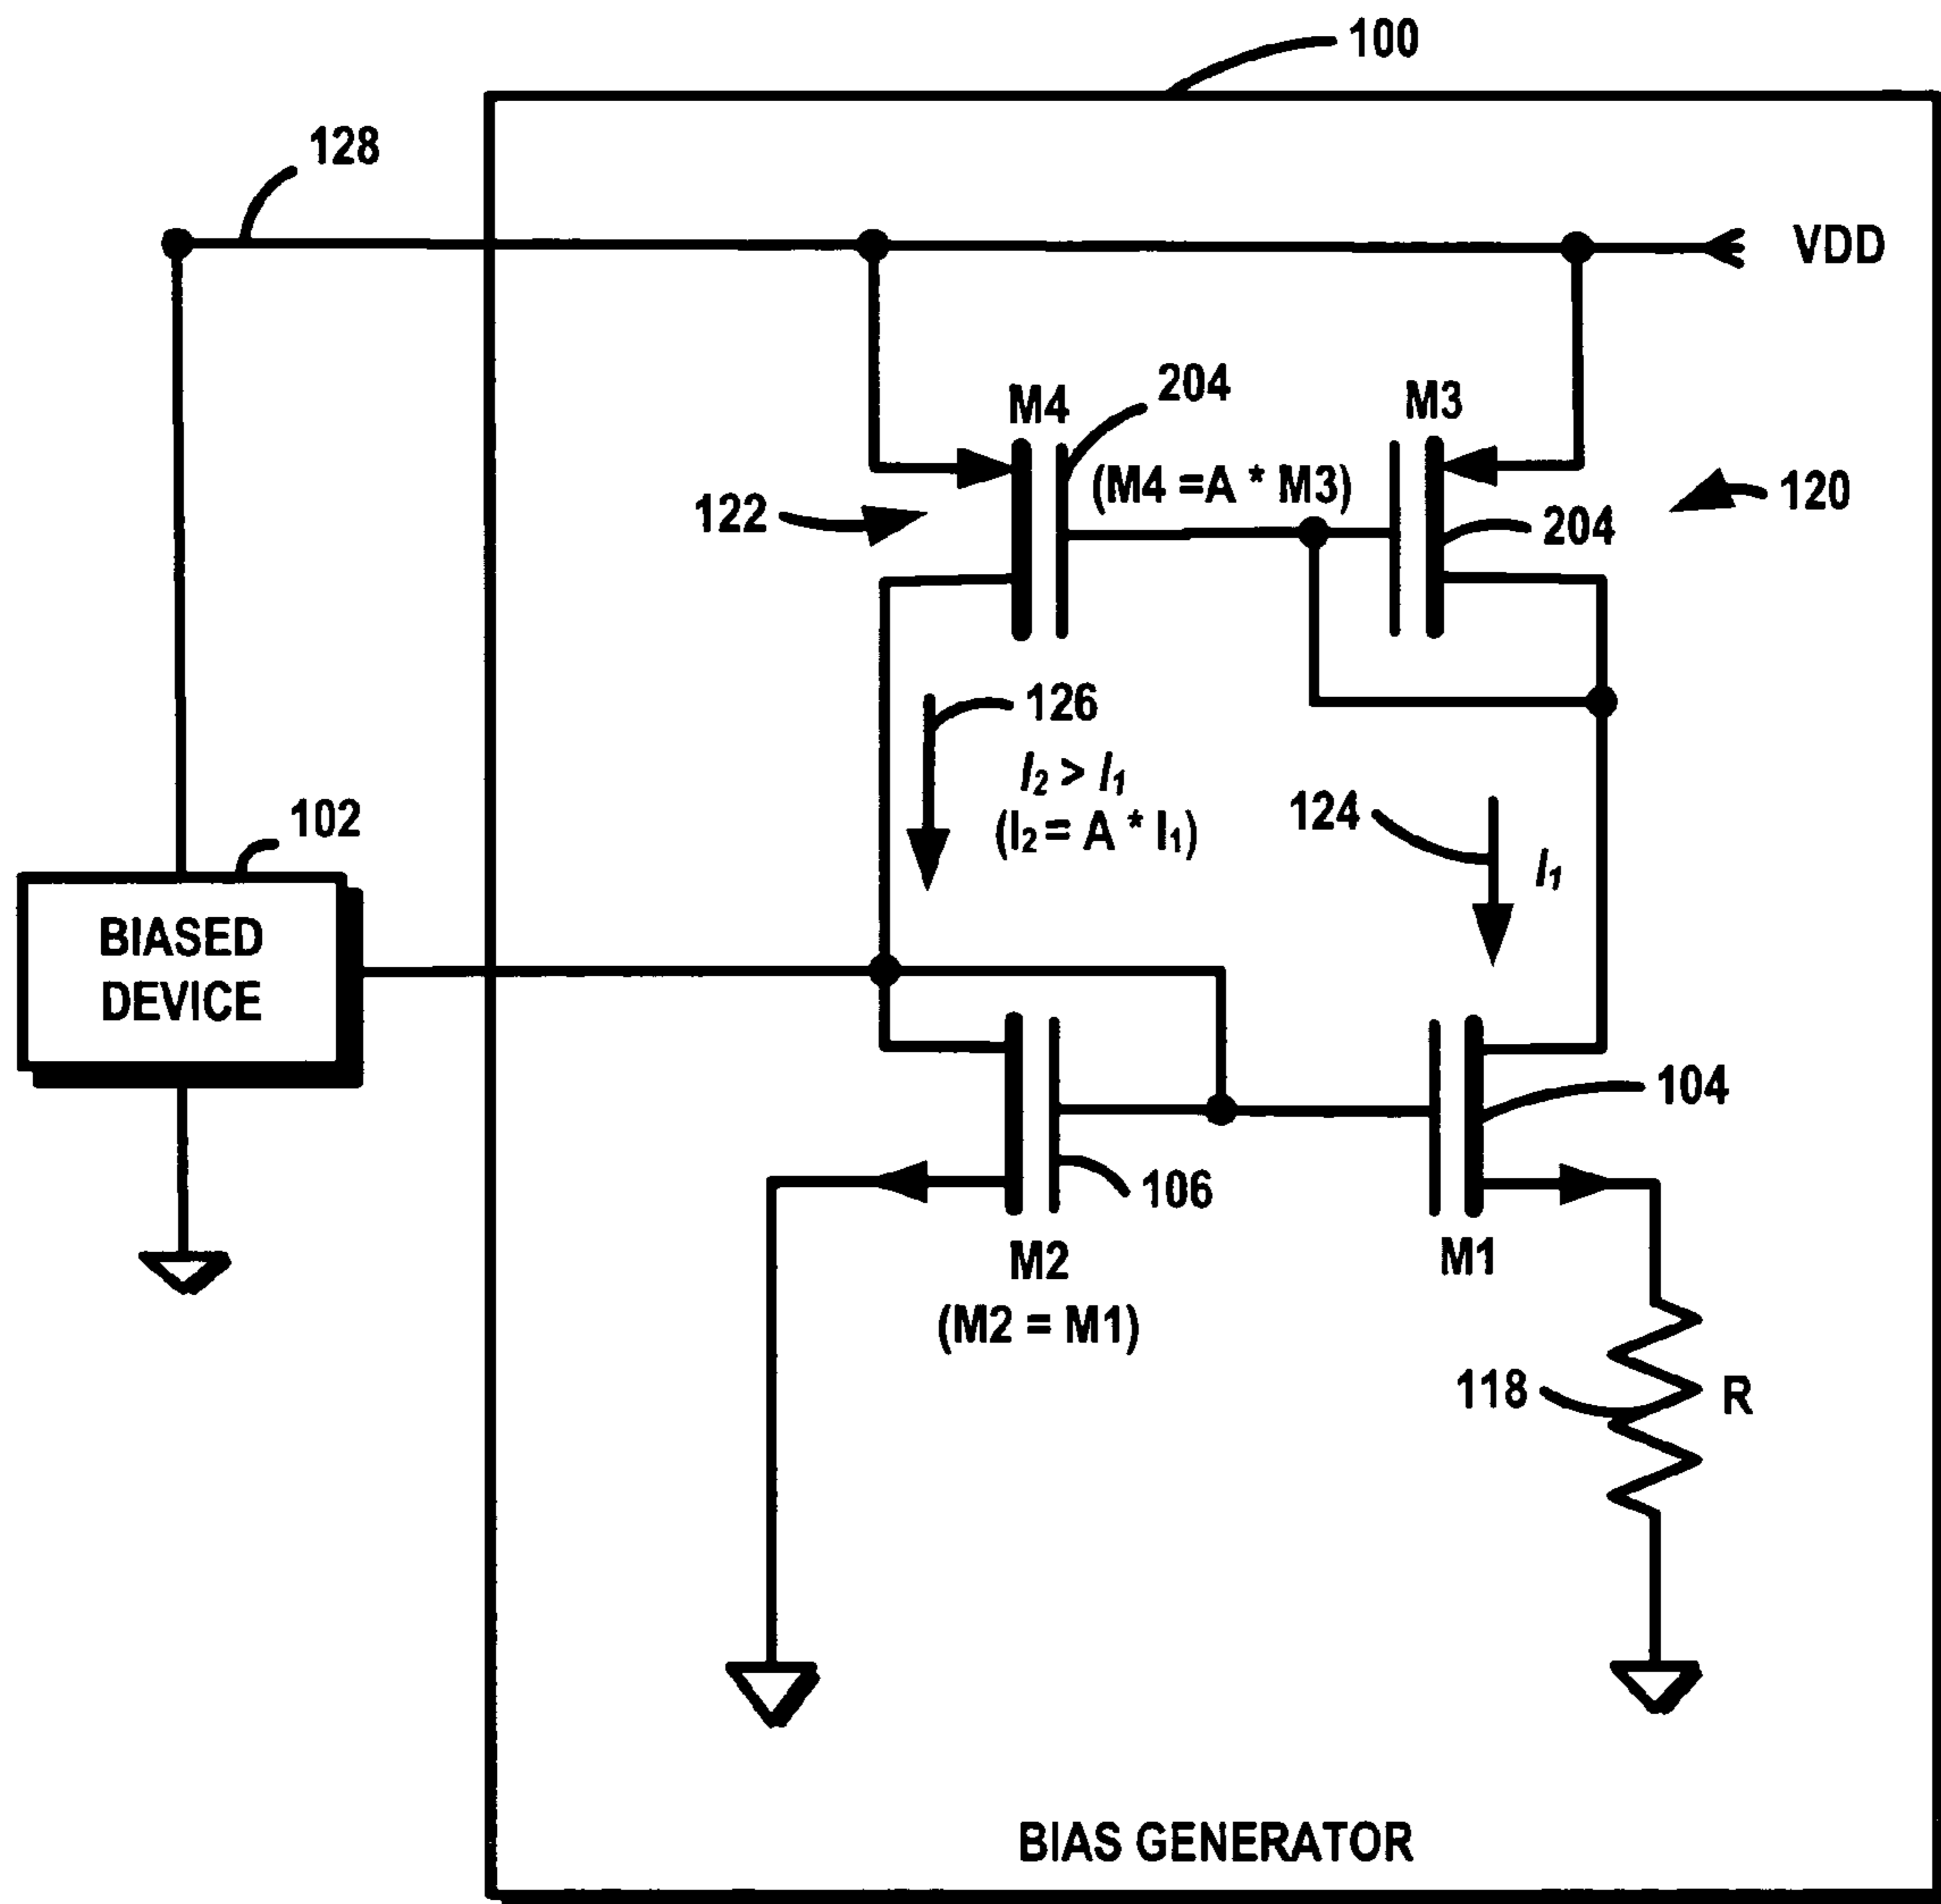 100
128
VDD
M4
204
M3
(M4 =A * M3)
122
120
204
126
I2 > I1
(I2 = A * I1)
124
I1
102
BIASED
DEVICE
104
106
M2
(M2 = M1)
M1
118
R
BIAS GENERATOR